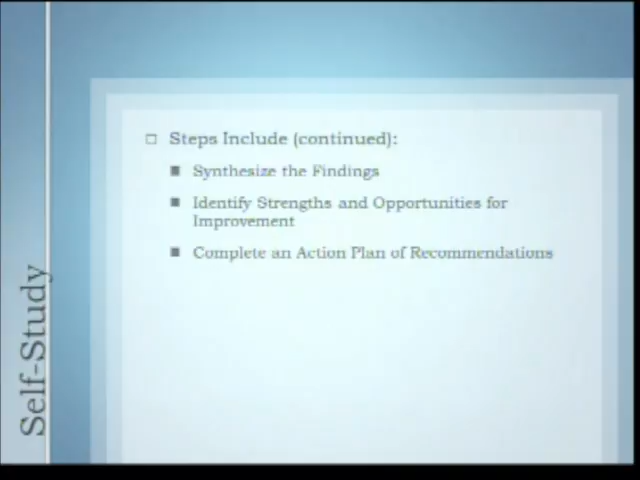 Steps Include (continued):
Synthesize the Findings
Identify Strengths and Opportunities for
Improvement
Complete an Action Plan of Recommendations
Self-Study